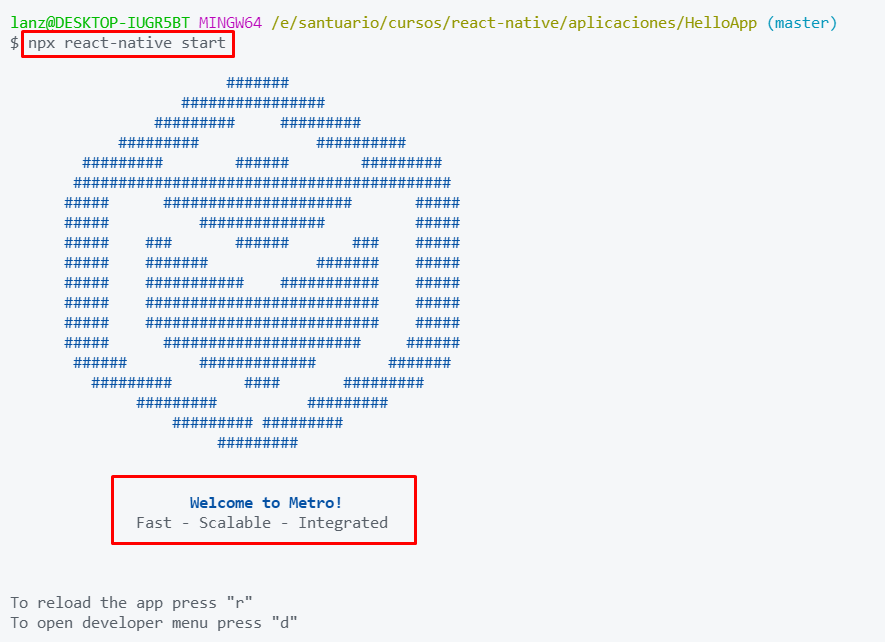 lanz@DESKTOP-IUGR5BT MINGW64 /e/santuario/cursos/react-native/aplicaciones/HelloApp (master)
$ npx react-native start
#######
################
#########     #########
#########             ##########
#########        ######        #########
##########################################
#####      #####################       #####
#####          ##############          #####
#####    ###       ######       ###    #####
#####    #######            #######    #####
#####    ###########    ###########    #####
#####    ##########################    #####
#####    ##########################    #####
#####      ######################     ######
######        #############        #######
#########        ####       #########
#########          #########
######### #########
#########
Welcome to Metro!
Fast - Scalable - Integrated
To reload the app press "r"
To open developer menu press "d"